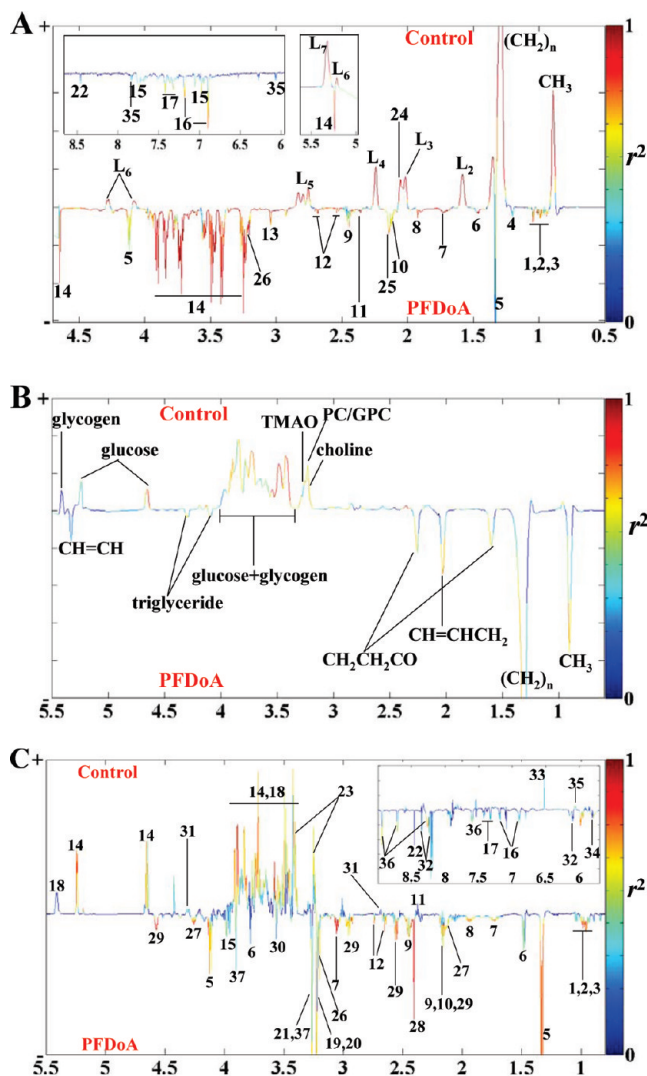 A
+
Control
(CH2)n
CH3
1
r2
0
22
35
15
17
16
15
35
8.5 8 7.5 7 6.5 6
L7
L6
14
5.5 5
L6
L5
L4
24
L3
L2
14
5
14
26
13
12
9
11
25
10
8
7
6
5
4
1,2,3
PFDoA
-
4.5 4 3.5 3 2.5 2 1.5 1 0.5
B
+
Control
glycogen
glucose
TMAO
PC/GPC
choline
1
r2
0
CH=CH
triglyceride
glucose+glycogen
CH2CH2CO
CH=CHCH2
(CH2)n
CH3
PFDoA
-
5.5 5 4.5 4 3.5 3 2.5 2 1.5 1
C
+
Control
14,18
23
1
r2
0
18
14
14
31
29
27
5
15
37
6
30
21,37
19,20
26
7
29
31
12
29
9
11
28
9,10,29
27
6
5
1,2,3
36
22
32
36
17
16
33
35
32
34
8.5 8 7.5 7 6.5 6
PFDoA
-
5.5 5 4.5 4 3.5 3 2.5 2 1.5 1